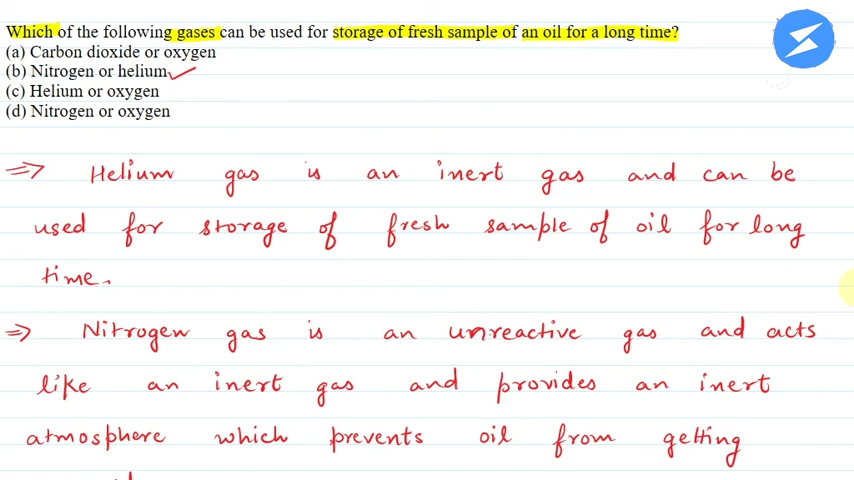 Which of the following gases can be used for storage of fresh sample of an oil for a long time?
(a) Carbon dioxide or oxygen
(b) Nitrogen or helium
(c) Helium or oxygen
(d) Nitrogen or oxygen
⇒ Helium gas is an inert gas and can be
used for storage of fresh sample of oil for long
time.
⇒ Nitrogen gas is an unreactive gas and acts
like an inert gas and provides an inert
atmosphere which prevents oil from getting